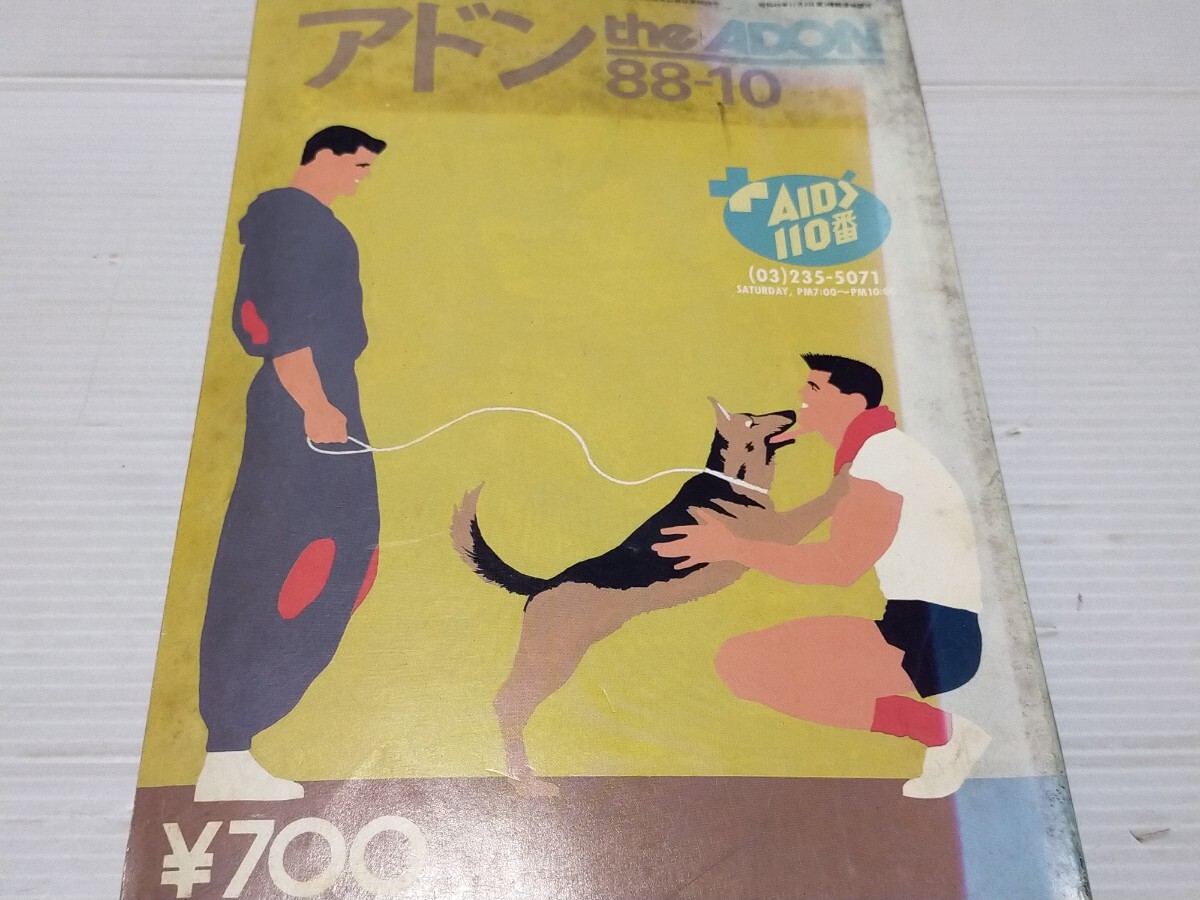 アドン
the ADON
88-10
AIDS
110番
(03)235-5071
SATURDAY, PM7:00〜PM10:00
¥700